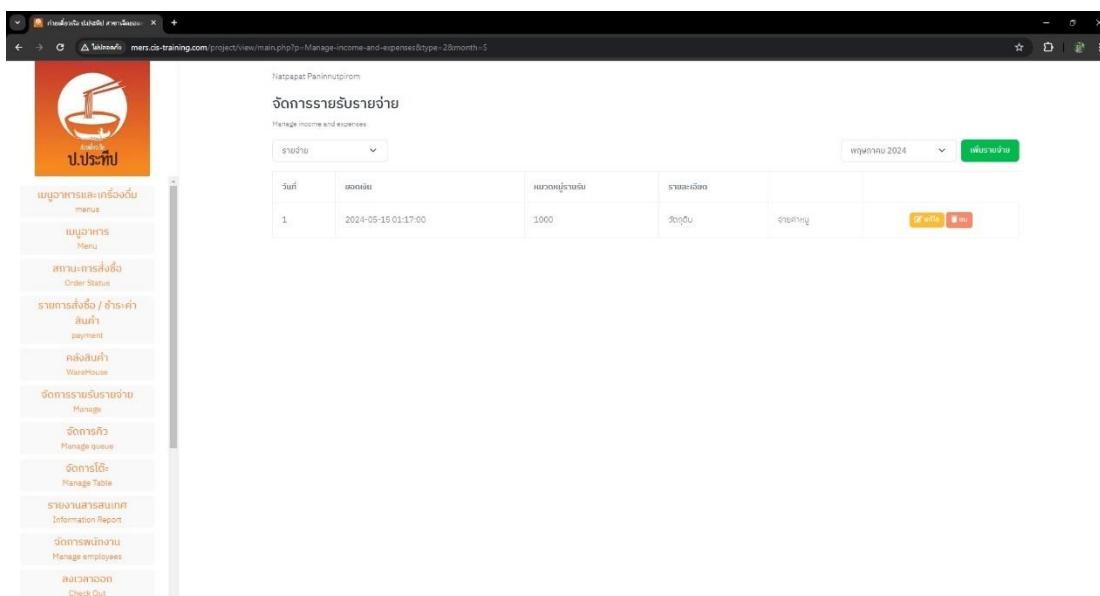 ไม่ปลอดภัย mers.cis-training.com/project/view/main.php?p=Manage-income-and-expenses&type=2&month=5
ป.ประทีป
เมนูอาหารและเครื่องดื่ม
menus
เมนูอาหาร
Menu
สถานะการสั่งซื้อ
Order Status
รายการสั่งซื้อ / ชำระค่า
สินค้า
payment
คลังสินค้า
WareHouse
จัดการรายรับรายจ่าย
Manage
จัดการคิว
Manage queue
จัดการโต๊ะ
Manage Table
รายงานสารสนเทศ
Information Report
จัดการพนักงาน
Manage employees
ลงเวลาออก
Check Out
Natpapat Paninnutpirom
จัดการรายรับรายจ่าย
Manage income and expenses
รายจ่าย พฤษภาคม 2024 เพิ่มรายจ่าย
วันที่ ยอดเงิน หมวดหมู่รายรับ รายละเอียด
1 2024-05-15 01:17:00 1000 วัตถุดิบ จ่ายค่าหมู แก้ไข ลบ